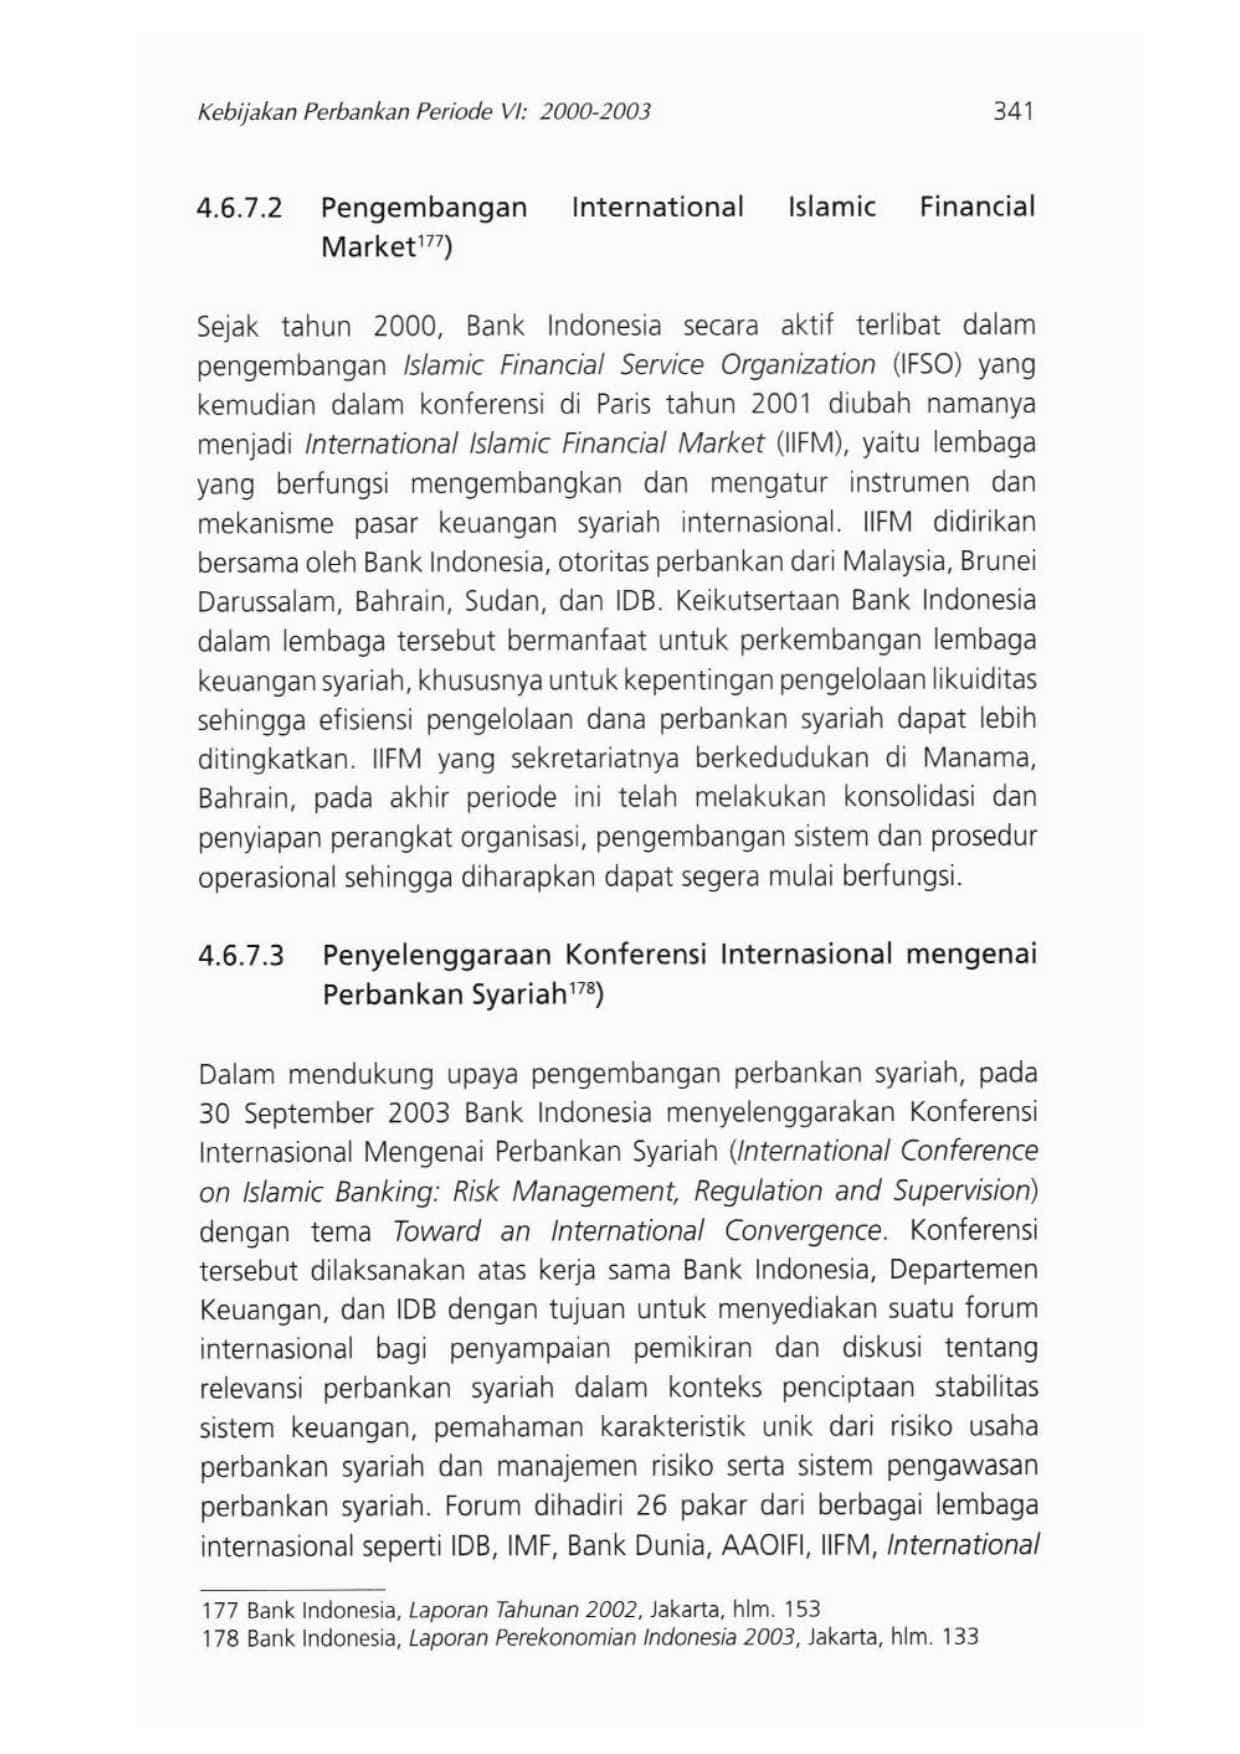 Kebijakan Perbankan Periode VI: 2000-2003 341
4.6.7.2 Pengembangan International Islamic Financial
Market177)
Sejak tahun 2000, Bank Indonesia secara aktif terlibat dalam
pengembangan Islamic Financial Service Organization (IFSO) yang
kemudian dalam konferensi di Paris tahun 2001 diubah namanya
menjadi International Islamic Financial Market (IIFM), yaitu lembaga
yang berfungsi mengembangkan dan mengatur instrumen dan
mekanisme pasar keuangan syariah internasional. IIFM didirikan
bersama oleh Bank Indonesia, otoritas perbankan dari Malaysia, Brunei
Darussalam, Bahrain, Sudan, dan IDB. Keikutsertaan Bank Indonesia
dalam lembaga tersebut bermanfaat untuk perkembangan lembaga
keuangan syariah, khususnya untuk kepentingan pengelolaan likuiditas
sehingga efisiensi pengelolaan dana perbankan syariah dapat lebih
ditingkatkan. IIFM yang sekretariatnya berkedudukan di Manama,
Bahrain, pada akhir periode ini telah melakukan konsolidasi dan
penyiapan perangkat organisasi, pengembangan sistem dan prosedur
operasional sehingga diharapkan dapat segera mulai berfungsi.
4.6.7.3 Penyelenggaraan Konferensi Internasional mengenai
Perbankan Syariah178)
Dalam mendukung upaya pengembangan perbankan syariah, pada
30 September 2003 Bank Indonesia menyelenggarakan Konferensi
Internasional Mengenai Perbankan Syariah (International Conference
on Islamic Banking: Risk Management, Regulation and Supervision)
dengan tema Toward an International Convergence. Konferensi
tersebut dilaksanakan atas kerja sama Bank Indonesia, Departemen
Keuangan, dan IDB dengan tujuan untuk menyediakan suatu forum
internasional bagi penyampaian pemikiran dan diskusi tentang
relevansi perbankan syariah dalam konteks penciptaan stabilitas
sistem keuangan, pemahaman karakteristik unik dari risiko usaha
perbankan syariah dan manajemen risiko serta sistem pengawasan
perbankan syariah. Forum dihadiri 26 pakar dari berbagai lembaga
internasional seperti IDB, IMF, Bank Dunia, AAOIFI, IIFM, International
177 Bank Indonesia, Laporan Tahunan 2002, Jakarta, hlm. 153
178 Bank Indonesia, Laporan Perekonomian Indonesia 2003, Jakarta, hlm. 133